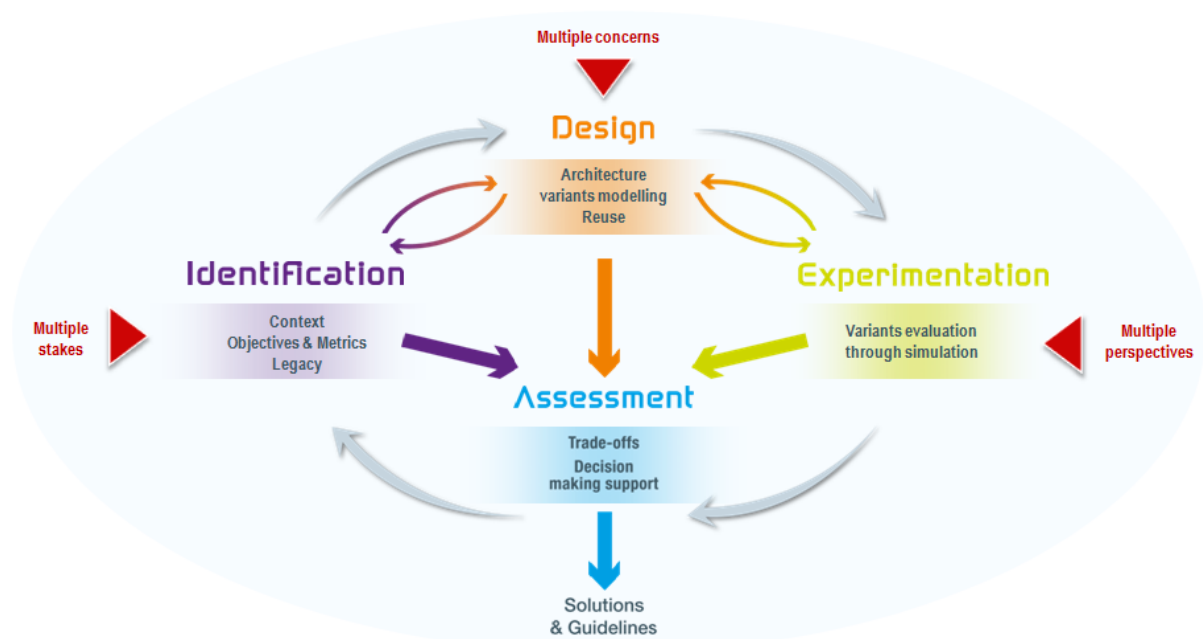 Multiple concerns
Design
Architecture
variants modelling
Reuse
Identification
Experimentation
Multiple
stakes
Context
Objectives & Metrics
Legacy
Variants evaluation
through simulation
Multiple
perspectives
Assessment
Trade-offs
Decision
making support
Solutions
& Guidelines